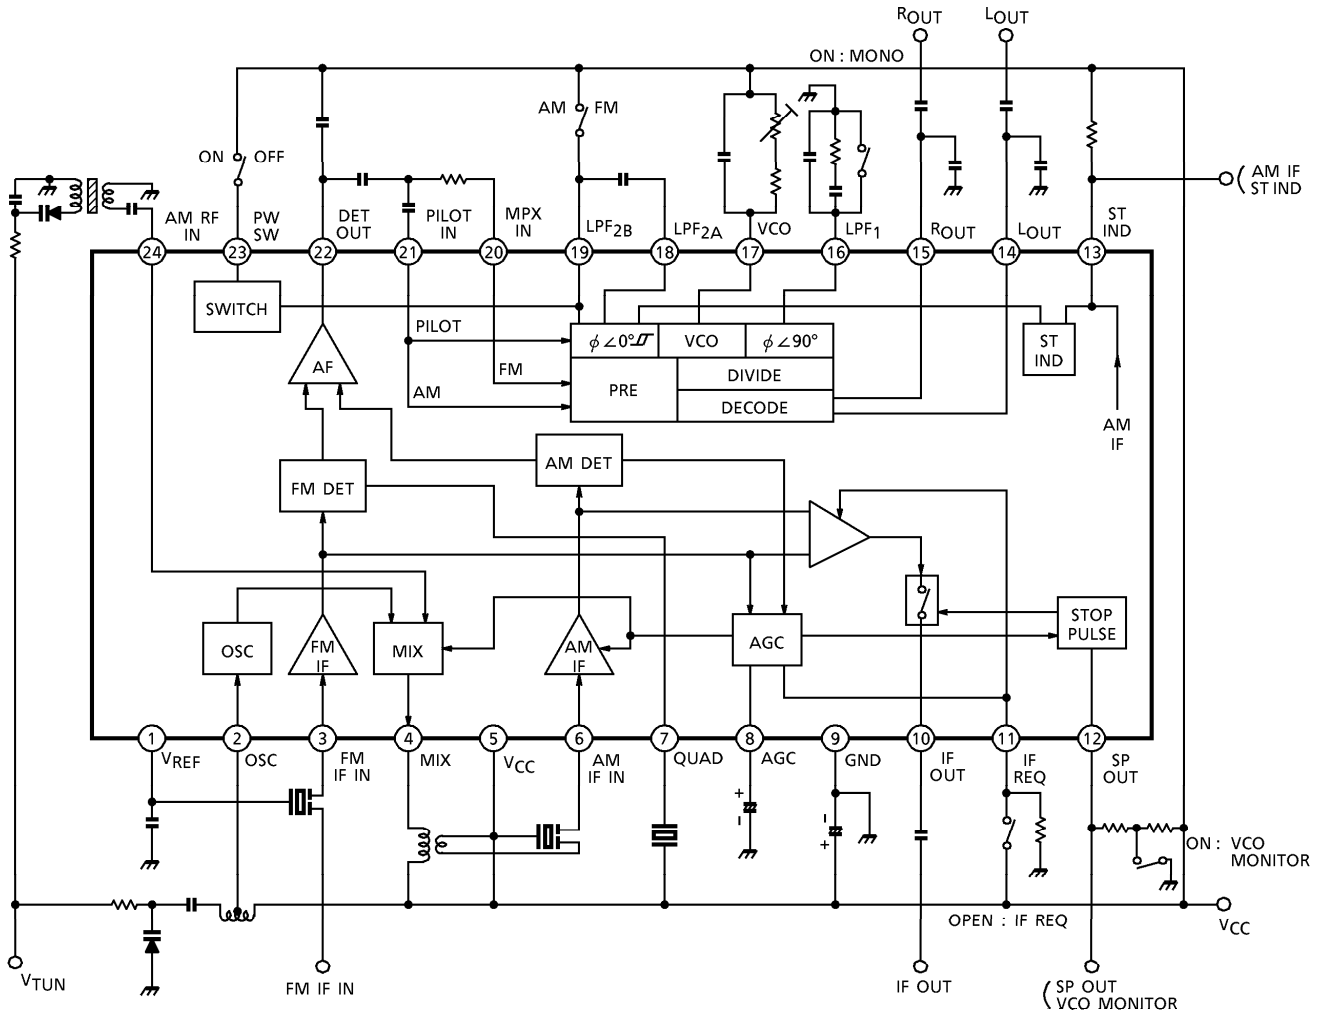 ROUT LOUT
ON : MONO
AM FM
ON OFF
AM IF
ST IND
AM RF
IN
PW
SW
DET
OUT
PILOT
IN
MPX
IN
LPF2B
LPF2A
VCO
LPF1
ROUT
LOUT
ST
IND
24 23 22 21 20 19 18 17 16 15 14 13
SWITCH
PILOT
FM
AM
AF
ϕ∠0°
VCO
ϕ∠90°
PRE
DIVIDE
DECODE
ST
IND
AM
IF
AM DET
FM DET
OSC
FM
IF
MIX
AM
IF
AGC
STOP
PULSE
1 2 3 4 5 6 7 8 9 10 11 12
VREF
OSC
FM
IF IN
MIX
VCC
AM
IF IN
QUAD
AGC
GND
IF
OUT
IF
REQ
SP
OUT
+
-
-
+
ON : VCO
MONITOR
OPEN : IF REQ
VCC
VTUN
FM IF IN
IF OUT
( SP OUT
VCO MONITOR